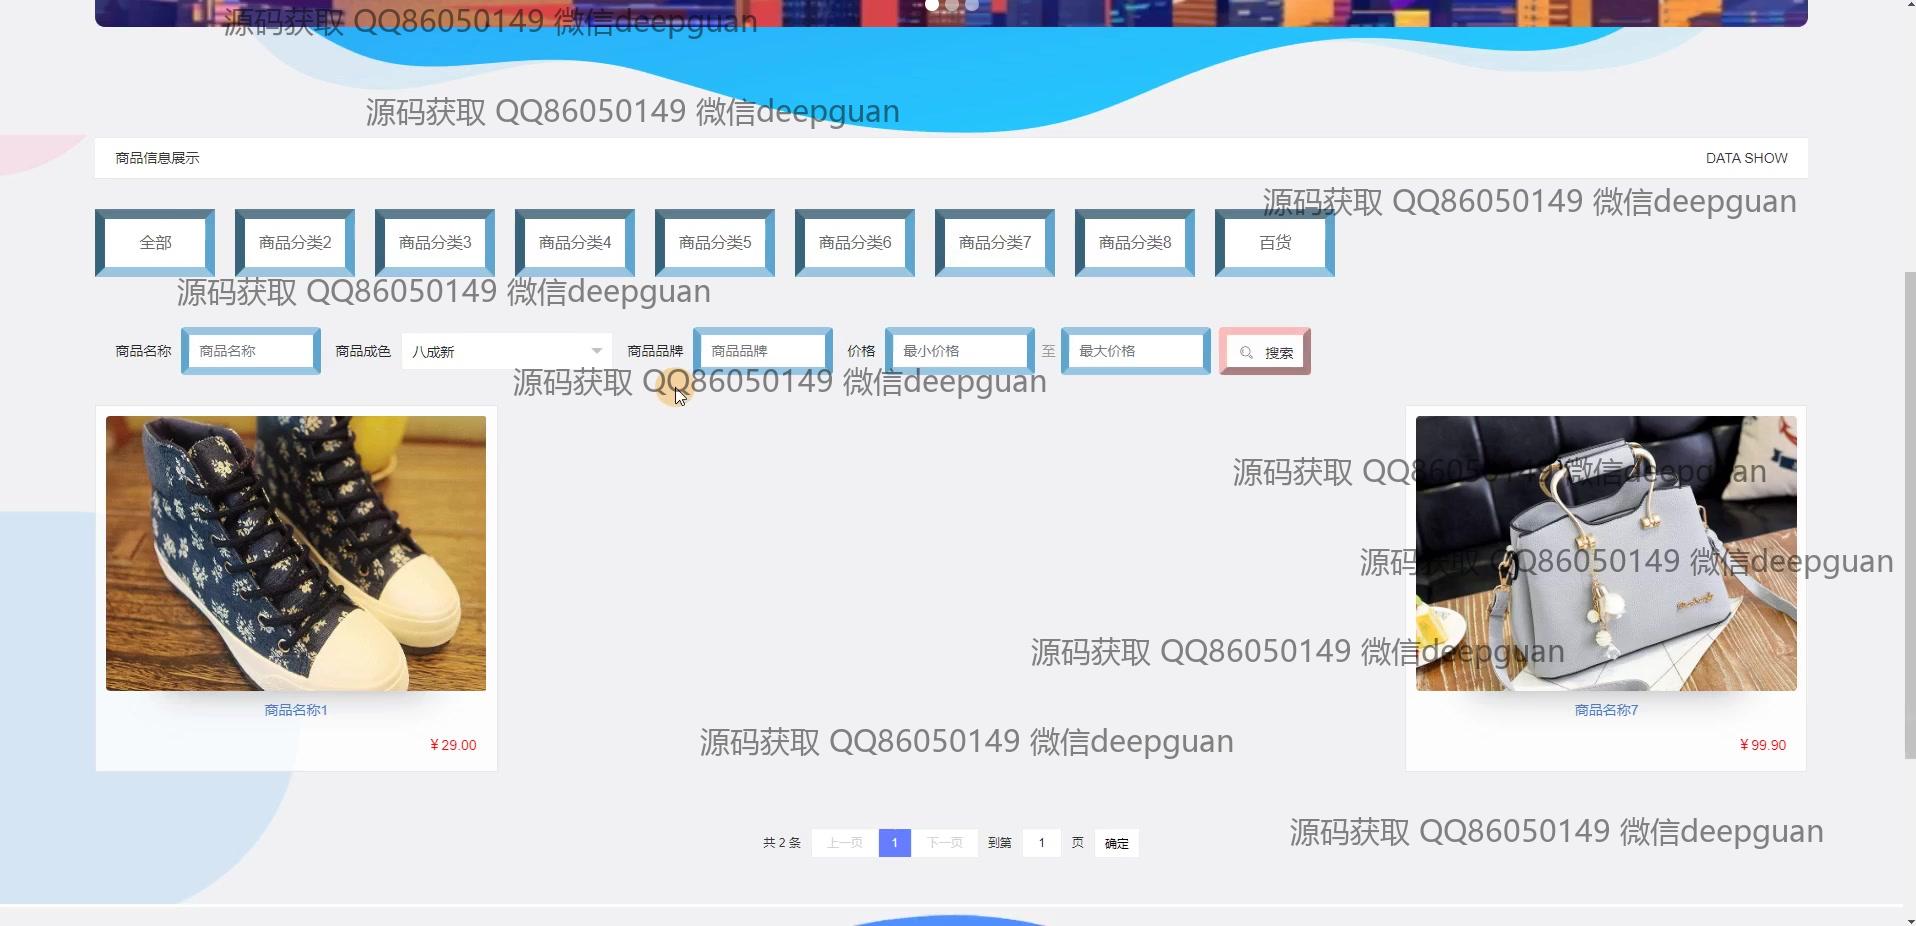 源码获取 QQ86050149 微信deepguan
源码获取 QQ86050149 微信deepguan
商品信息展示 DATA SHOW
源码获取 QQ86050149 微信deepguan
全部 商品分类2 商品分类3 商品分类4 商品分类5 商品分类6 商品分类7 商品分类8 百货
源码获取 QQ86050149 微信deepguan
商品名称 商品名称 商品成色 八成新 商品品牌 商品品牌 价格 最小价格 至 最大价格 搜索
源码获取 QQ86050149 微信deepguan
源码获取 QQ86050149 微信deepguan
源码获取 QQ86050149 微信deepguan
源码获取 QQ86050149 微信deepguan
商品名称1 商品名称7
源码获取 QQ86050149 微信deepguan
¥ 29.00 ¥ 99.90
源码获取 QQ86050149 微信deepguan
共 2 条 上一页 1 下一页 到第 1 页 确定